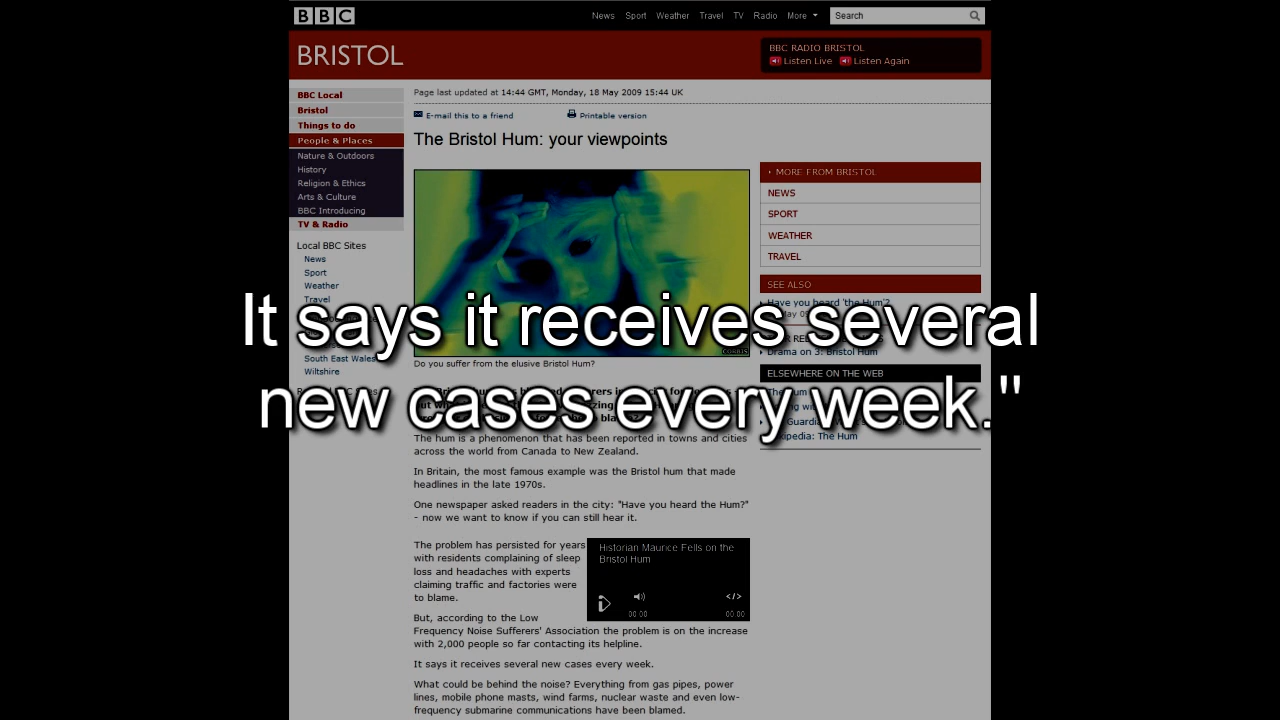 BBC
News Sport Weather Travel TV Radio More
Search
BRISTOL
BBC RADIO BRISTOL
Listen Live Listen Again
BBC Local
Bristol
Things to do
People & Places
Nature & Outdoors
History
Religion & Ethics
Arts & Culture
BBC Introducing
TV & Radio
Local BBC Sites
News
Sport
Weather
Travel
South East Wales
Wiltshire
Page last updated at 14:44 GMT, Monday, 18 May 2009 15:44 UK
E-mail this to a friend Printable version
The Bristol Hum: your viewpoints
Do you suffer from the elusive Bristol Hum?
It says it receives several
new cases every week."
The hum is a phenomenon that has been reported in towns and cities
across the world from Canada to New Zealand.
In Britain, the most famous example was the Bristol hum that made
headlines in the late 1970s.
One newspaper asked readers in the city: "Have you heard the Hum?"
- now we want to know if you can still hear it.
The problem has persisted for years
with residents complaining of sleep
loss and headaches with experts
claiming traffic and factories were
to blame.
Historian Maurice Fells on the
Bristol Hum
00:00 00:00
But, according to the Low
Frequency Noise Sufferers' Association the problem is on the increase
with 2,000 people so far contacting its helpline.
It says it receives several new cases every week.
What could be behind the noise? Everything from gas pipes, power
lines, mobile phone masts, wind farms, nuclear waste and even low-
frequency submarine communications have been blamed.
MORE FROM BRISTOL
NEWS
SPORT
WEATHER
TRAVEL
SEE ALSO
Have you heard 'the Hum'?
May 09
Drama on 3: Bristol Hum
ELSEWHERE ON THE WEB
The Hum
Wikipedia: The Hum